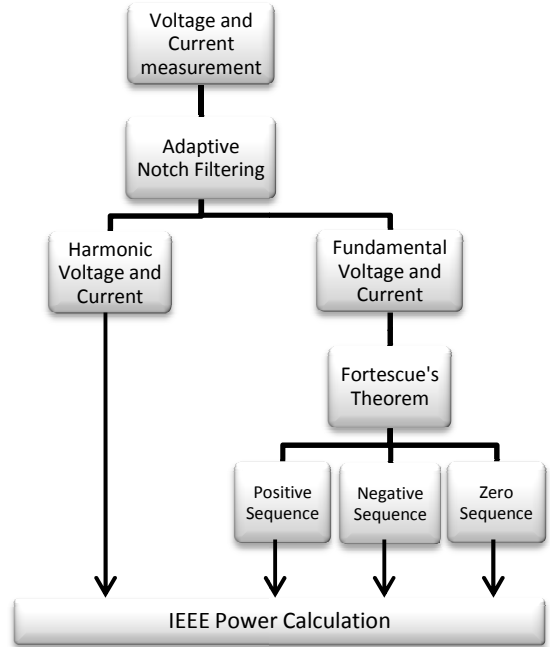 Voltage and
Current
measurement
Adaptive
Notch Filtering
Harmonic
Voltage and
Current
Fundamental
Voltage and
Current
Fortescue's
Theorem
Positive
Sequence
Negative
Sequence
Zero
Sequence
IEEE Power Calculation